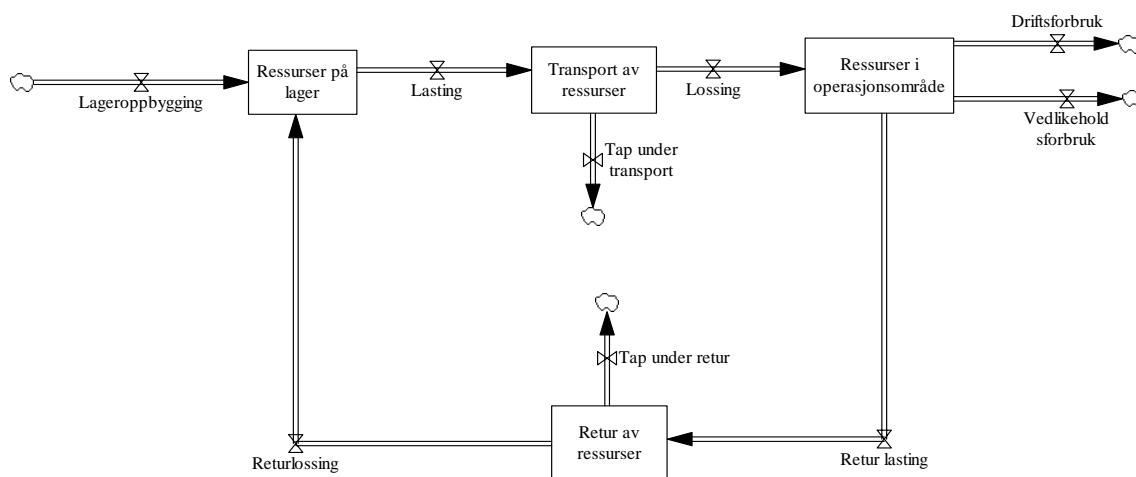 Driftsforbruk
Ressurser på
lager
Transport av
ressurser
Ressurser i
operasjonsområde
Lageroppbygging
Lasting
Lossing
Vedlikehold
sforbruk
Tap under
transport
Tap under retur
Retur av
ressurser
Returlossing
Retur lasting